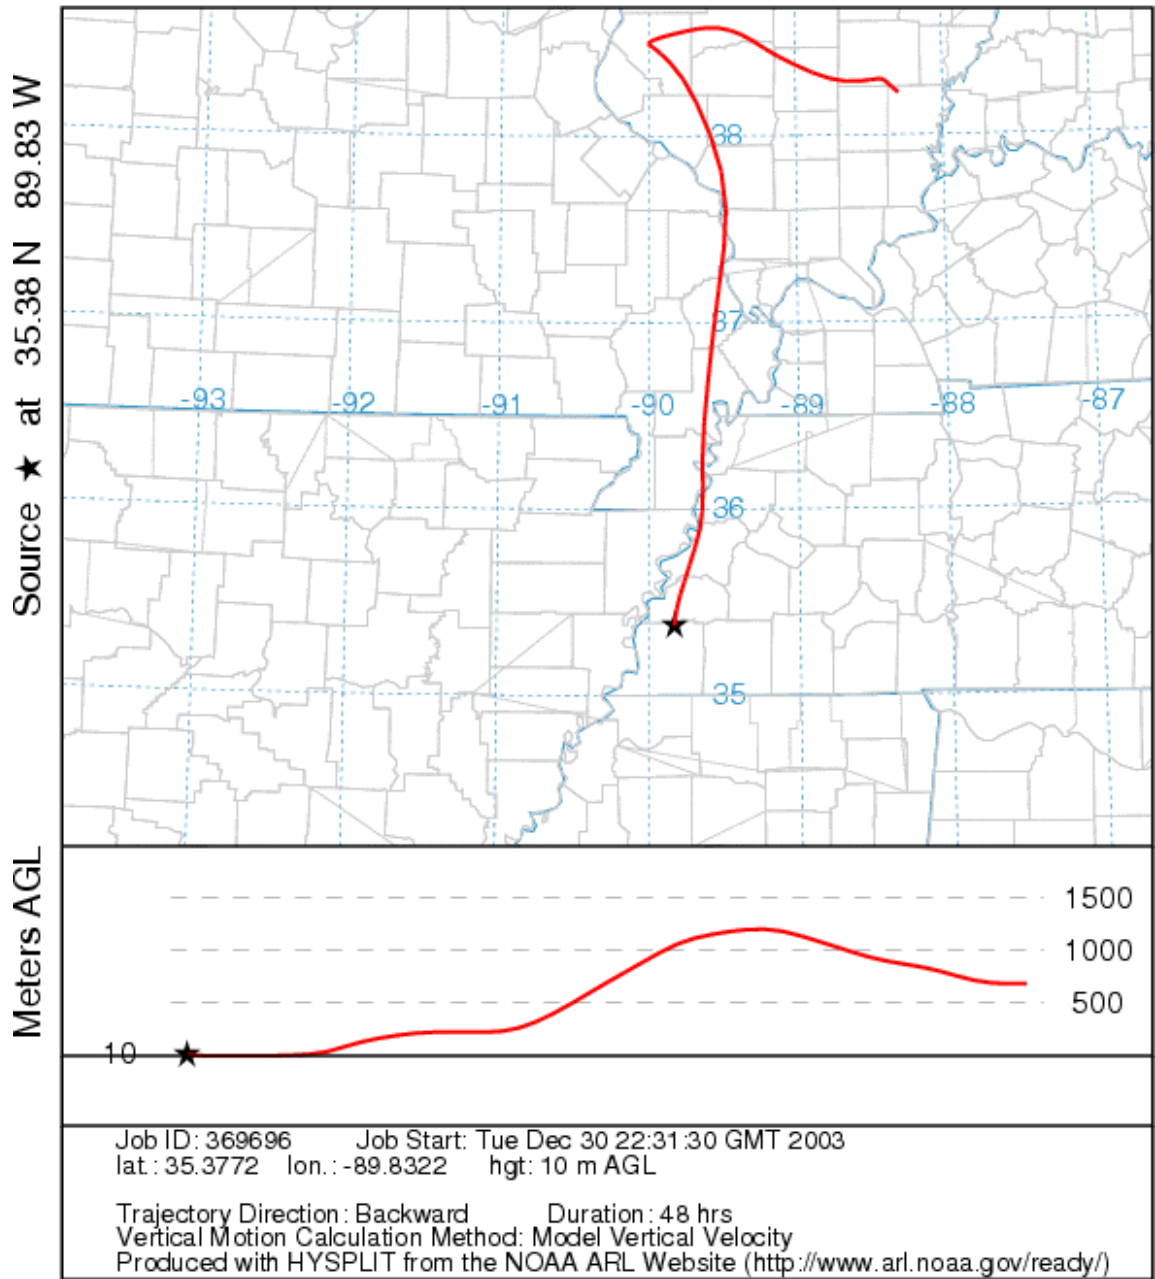 Source ★ at 35.38 N 89.83 W
38
37
-93 -92 -91 -90 -89 -88 -87
36
35
Meters AGL
1500
1000
500
10
Job ID: 369696 Job Start: Tue Dec 30 22:31:30 GMT 2003
lat.: 35.3772 lon.: -89.8322 hgt: 10 m AGL
Trajectory Direction: Backward Duration: 48 hrs
Vertical Motion Calculation Method: Model Vertical Velocity
Produced with HYSPLIT from the NOAA ARL Website (http://www.arl.noaa.gov/ready/)